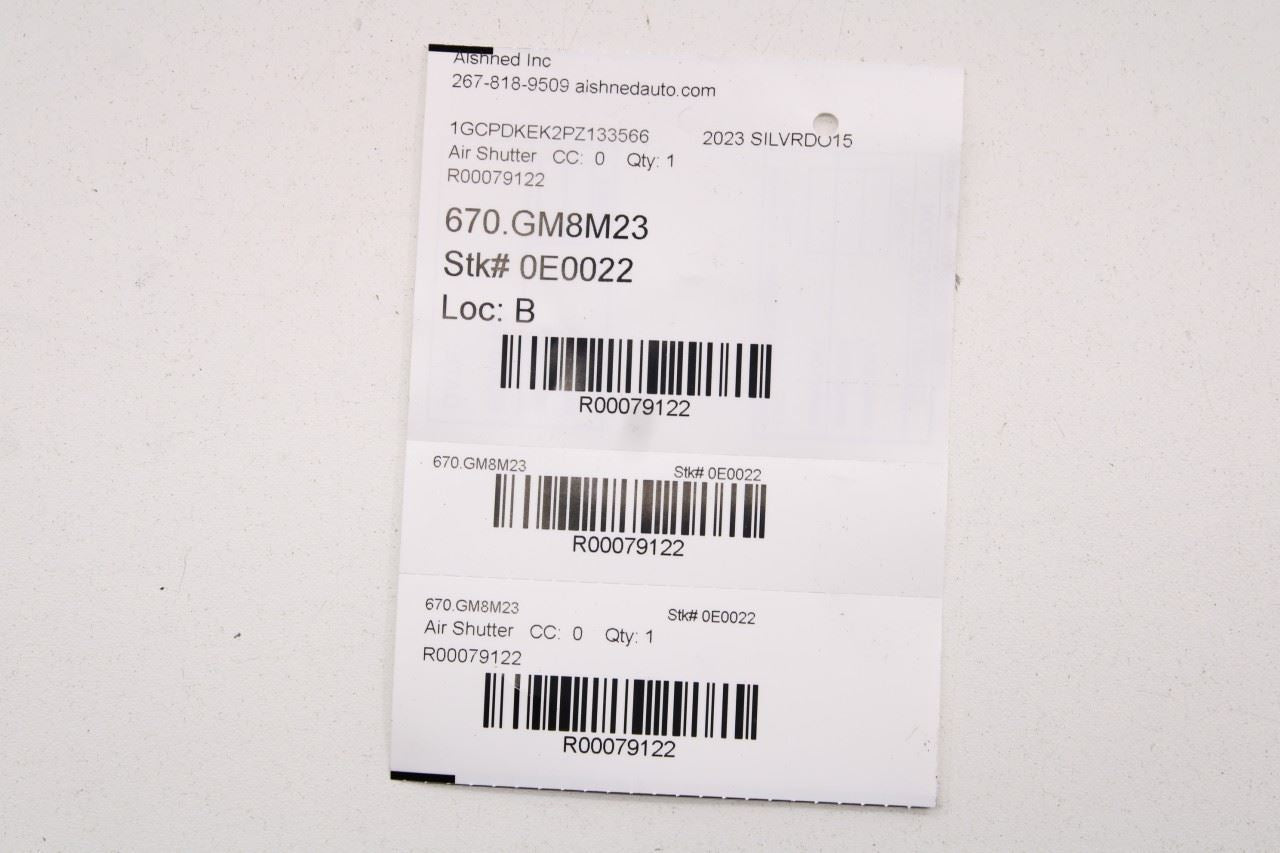 Aishned Inc
267-818-9509 aishnedauto.com
1GCPDKEK2PZ133566 2023 SILVRDO15
Air Shutter CC: 0 Qty: 1
R00079122
670.GM8M23
Stk# 0E0022
Loc: B
R00079122
670.GM8M23 Stk# 0E0022
R00079122
670.GM8M23 Stk# 0E0022
Air Shutter CC: 0 Qty: 1
R00079122
R00079122